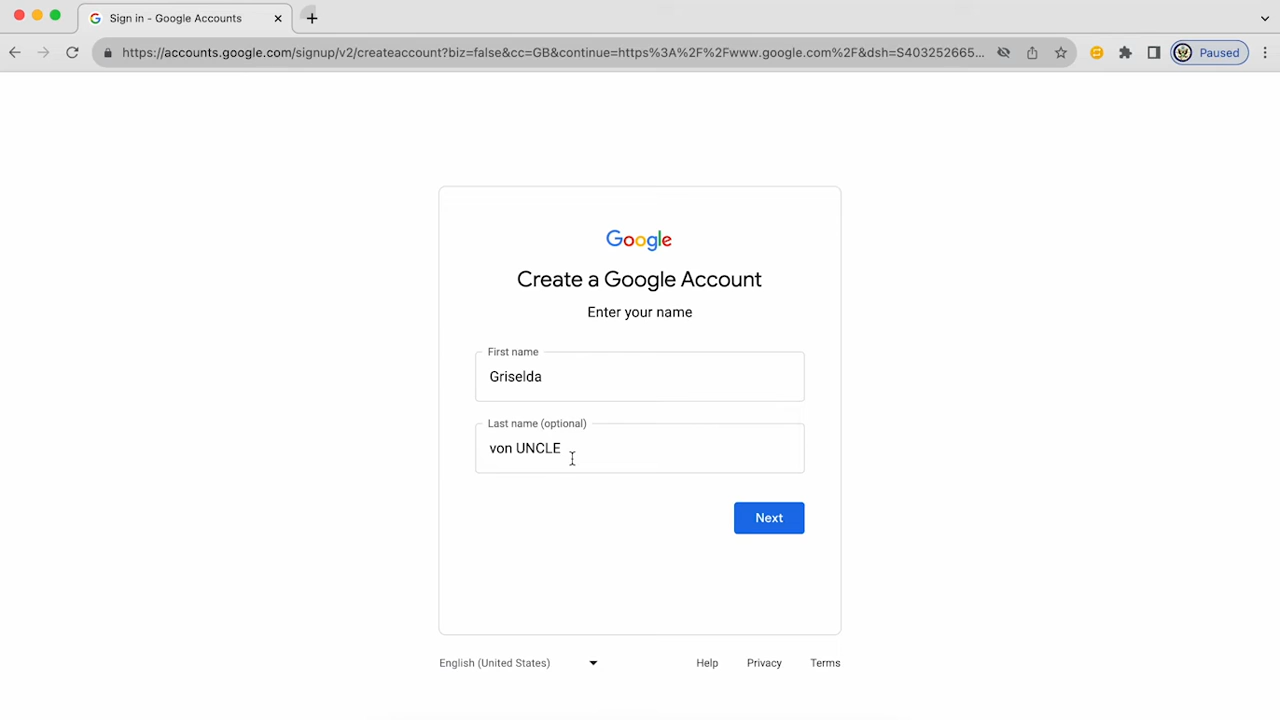 Sign in - Google Accounts
https://accounts.google.com/signup/v2/createaccount?biz=false&cc=GB&continue=https%3A%2F%2Fwww.google.com%2F&dsh=S403252665...
Paused
Google
Create a Google Account
Enter your name
First name
Griselda
Last name (optional)
von UNCLE
Next
English (United States)
Help Privacy Terms